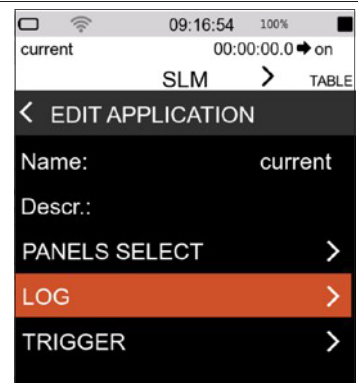 09:16:54 100%
current 00:00:00.0 on
SLM > TABLE
< EDIT APPLICATION
Name: current
Descr.:
PANELS SELECT >
LOG >
TRIGGER >